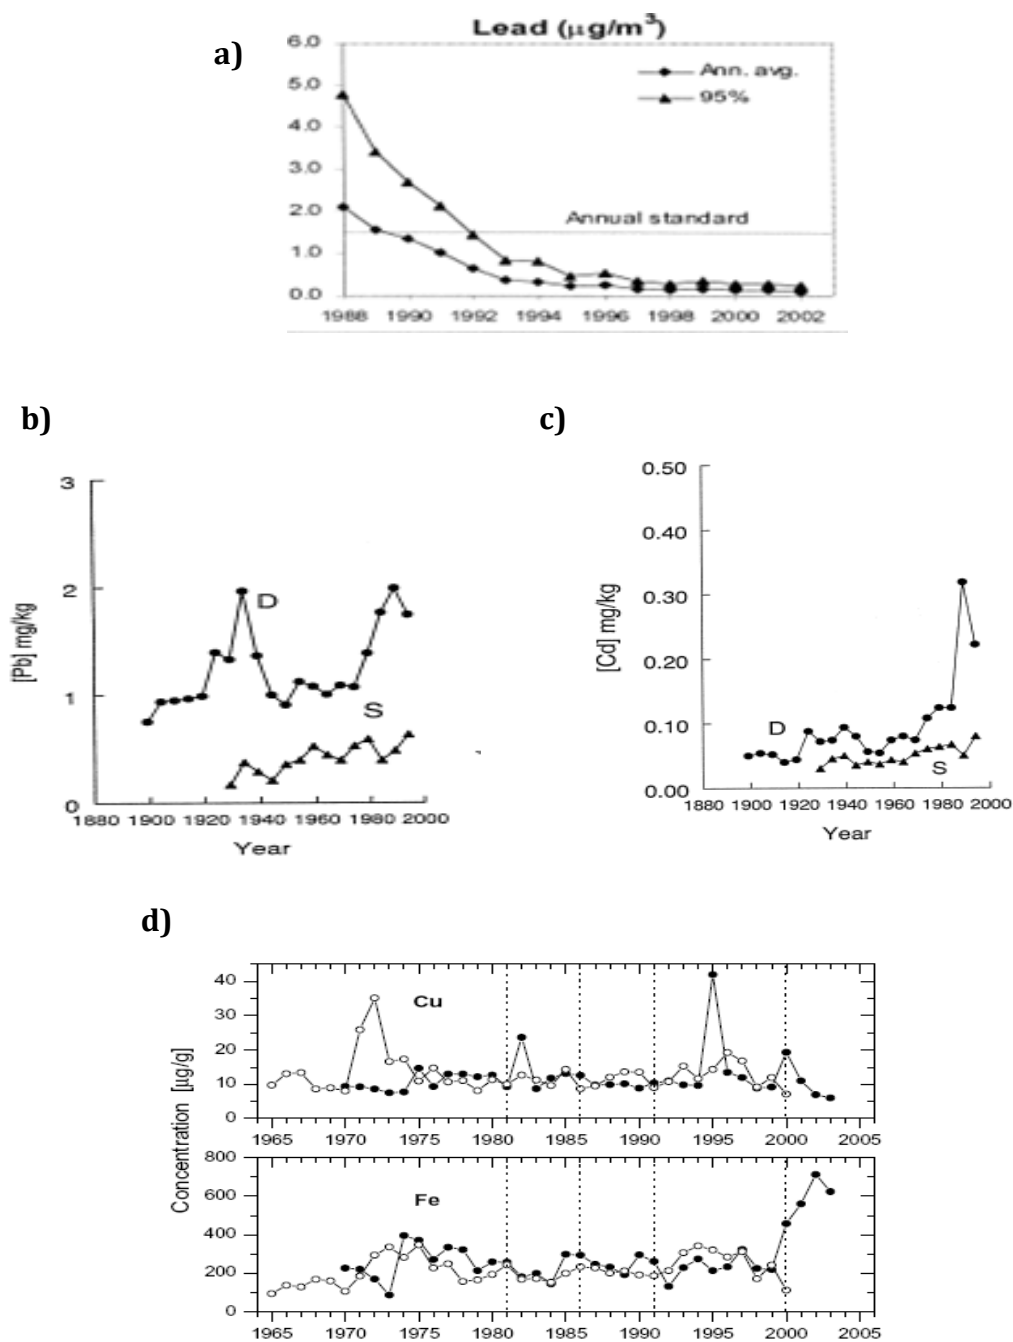 a)
Lead (µg/m³)
6.0
5.0
4.0
3.0
2.0
1.0
0.0
Ann. avg.
95%
Annual standard
1988 1990 1992 1994 1996 1998 2000 2002
b)
[Pb] mg/kg
3
2
1
0
D
S
1880 1900 1920 1940 1960 1980 2000
Year
c)
[Cd] mg/kg
0.50
0.40
0.30
0.20
0.10
0.00
D
S
1880 1900 1920 1940 1960 1980 2000
Year
d)
Concentration [µg/g]
40
30
20
10
0
Cu
1965 1970 1975 1980 1985 1990 1995 2000 2005
800
600
400
200
0
Fe
1965 1970 1975 1980 1985 1990 1995 2000 2005